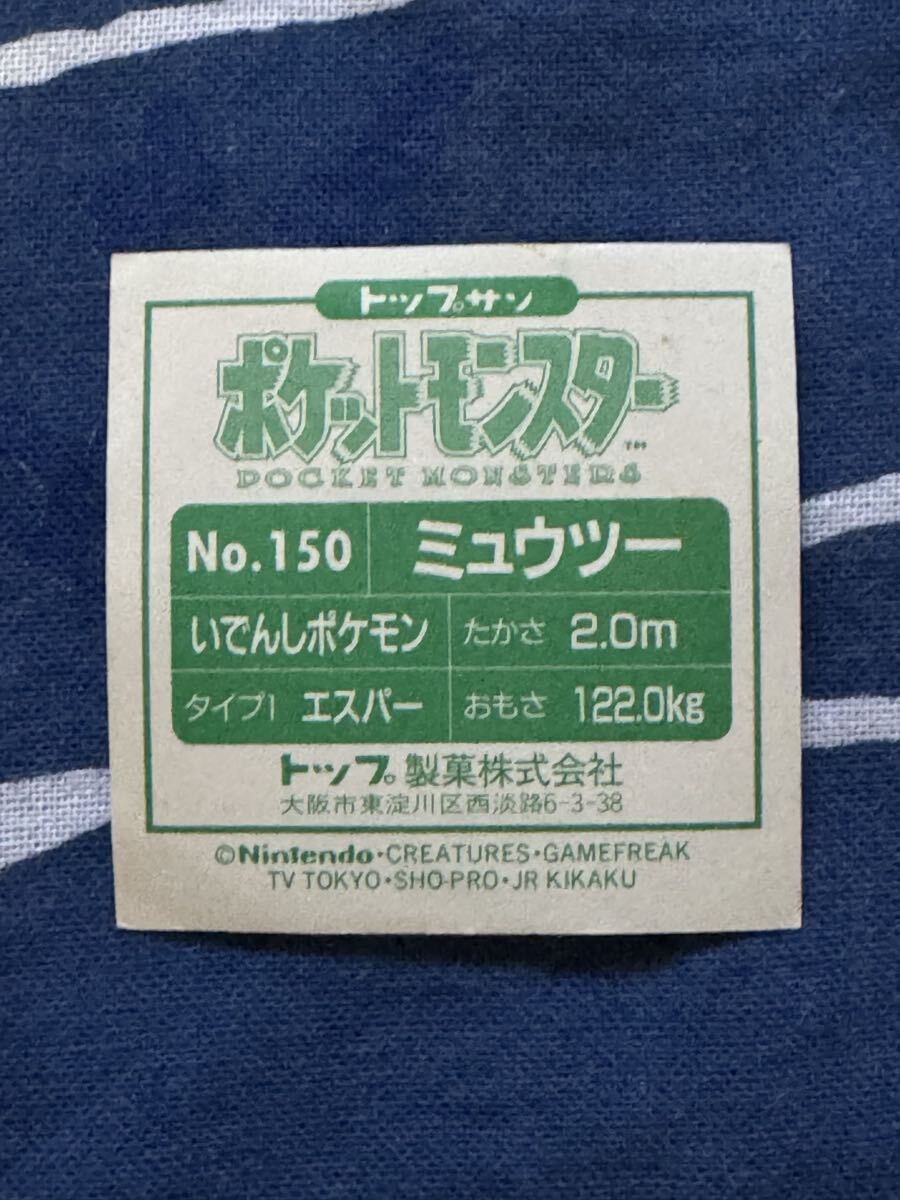 トップサン
ポケットモンスター™
POCKET MONSTERS
No.150 ミュウツー
いでんしポケモン たかさ 2.0m
タイプ1 エスパー おもさ 122.0kg
トップ。製菓株式会社
大阪市東淀川区西淡路6-3-38
©Nintendo・CREATURES・GAMEFREAK
TV TOKYO・SHO-PRO・JR KIKAKU